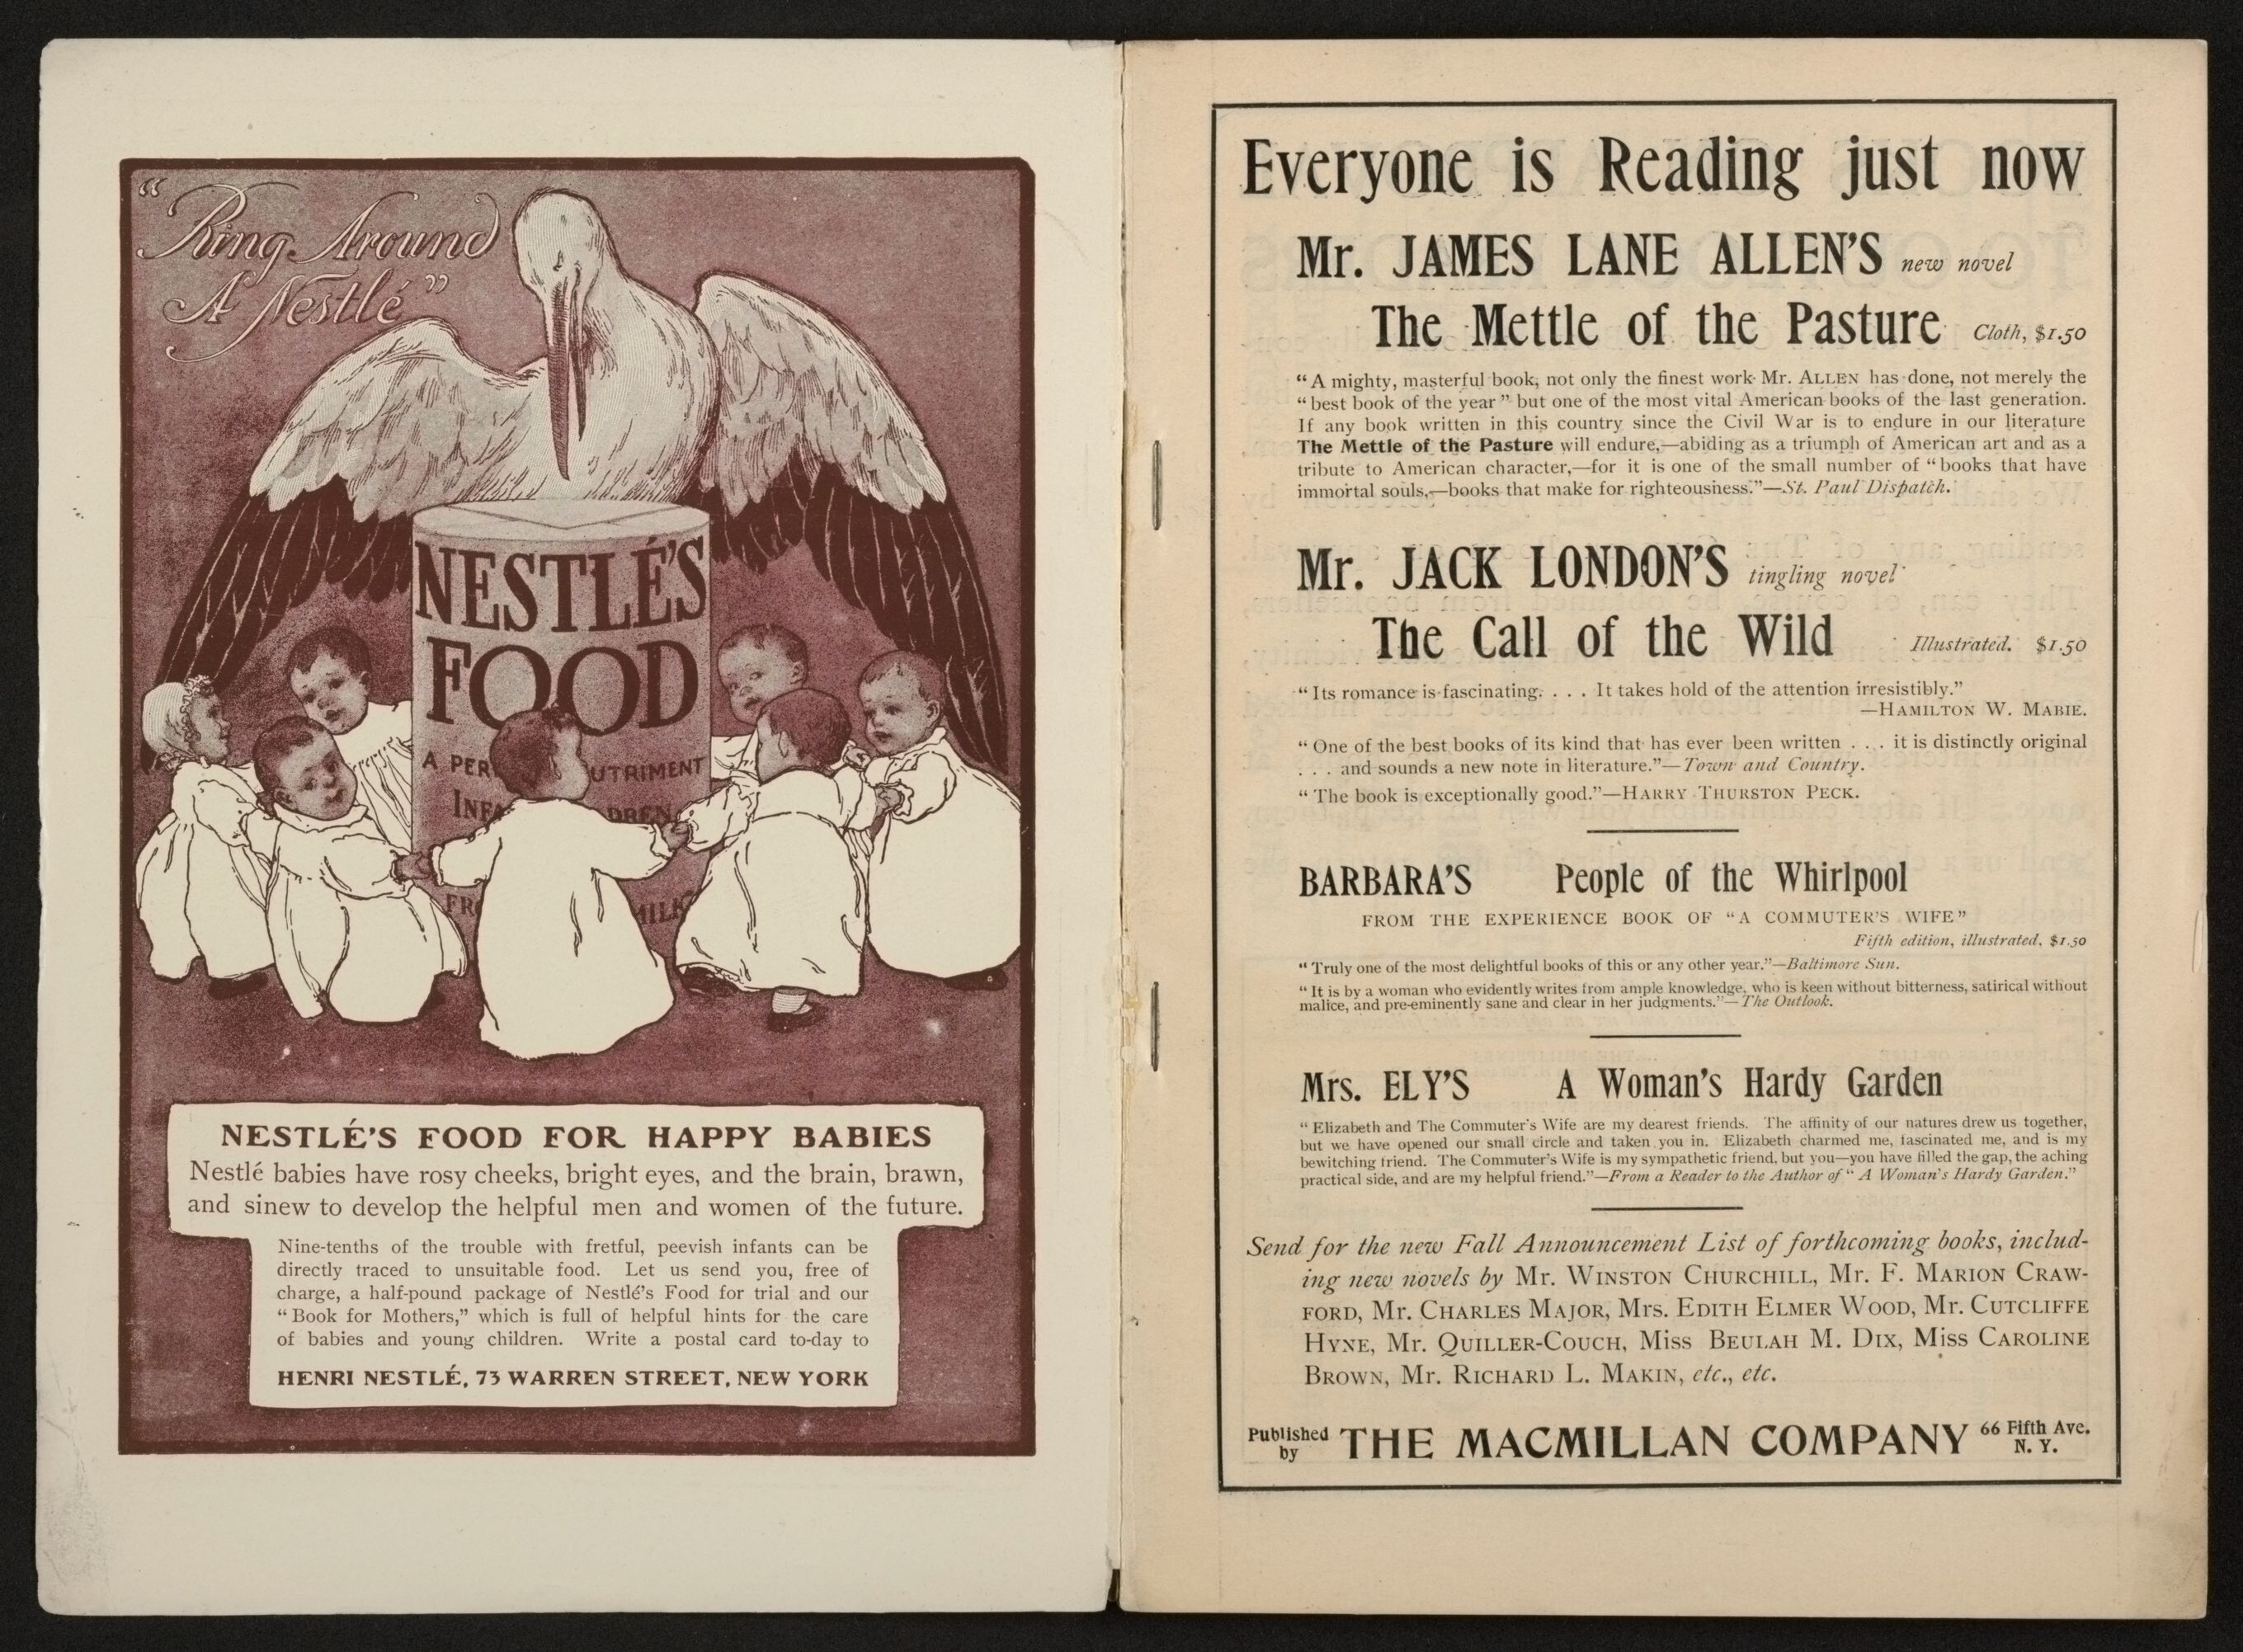 “Ring Around
A Nestlé”
NESTLÉ’S
FOOD
A PER UTRIMENT
INFA DREN
FRO MILK
NESTLÉ’S FOOD FOR HAPPY BABIES
Nestlé babies have rosy cheeks, bright eyes, and the brain, brawn,
and sinew to develop the helpful men and women of the future.
Nine-tenths of the trouble with fretful, peevish infants can be
directly traced to unsuitable food. Let us send you, free of
charge, a half-pound package of Nestlé’s Food for trial and our
“Book for Mothers,” which is full of helpful hints for the care
of babies and young children. Write a postal card to-day to
HENRI NESTLÉ, 73 WARREN STREET, NEW YORK
Everyone is Reading just now
Mr. JAMES LANE ALLEN’S new novel
The Mettle of the Pasture Cloth, $1.50
“A mighty, masterful book, not only the finest work Mr. ALLEN has done, not merely the
“best book of the year” but one of the most vital American books of the last generation.
If any book written in this country since the Civil War is to endure in our literature
The Mettle of the Pasture will endure,—abiding as a triumph of American art and as a
tribute to American character,—for it is one of the small number of “books that have
immortal souls,—books that make for righteousness.”—St. Paul Dispatch.
Mr. JACK LONDON’S tingling novel
The Call of the Wild Illustrated. $1.50
“Its romance is fascinating. . . . It takes hold of the attention irresistibly.”
—HAMILTON W. MABIE.
“One of the best books of its kind that has ever been written . . . it is distinctly original
. . . and sounds a new note in literature.”—Town and Country.
“The book is exceptionally good.”—HARRY THURSTON PECK.
BARBARA’S People of the Whirlpool
FROM THE EXPERIENCE BOOK OF “A COMMUTER’S WIFE”
Fifth edition, illustrated, $1.50
“Truly one of the most delightful books of this or any other year.”—Baltimore Sun.
“It is by a woman who evidently writes from ample knowledge, who is keen without bitterness, satirical without
malice, and pre-eminently sane and clear in her judgments.”—The Outlook.
Mrs. ELY’S A Woman’s Hardy Garden
“Elizabeth and The Commuter’s Wife are my dearest friends. The affinity of our natures drew us together,
but we have opened our small circle and taken you in. Elizabeth charmed me, fascinated me, and is my
bewitching friend. The Commuter’s Wife is my sympathetic friend, but you—you have filled the gap, the aching
practical side, and are my helpful friend.”—From a Reader to the Author of “A Woman’s Hardy Garden.”
Send for the new Fall Announcement List of forthcoming books, includ-
ing new novels by Mr. WINSTON CHURCHILL, Mr. F. MARION CRAW-
FORD, Mr. CHARLES MAJOR, Mrs. EDITH ELMER WOOD, Mr. CUTCLIFFE
HYNE, Mr. QUILLER-COUCH, Miss BEULAH M. DIX, Miss CAROLINE
BROWN, Mr. RICHARD L. MAKIN, etc., etc.
Published by THE MACMILLAN COMPANY 66 Fifth Ave. N. Y.